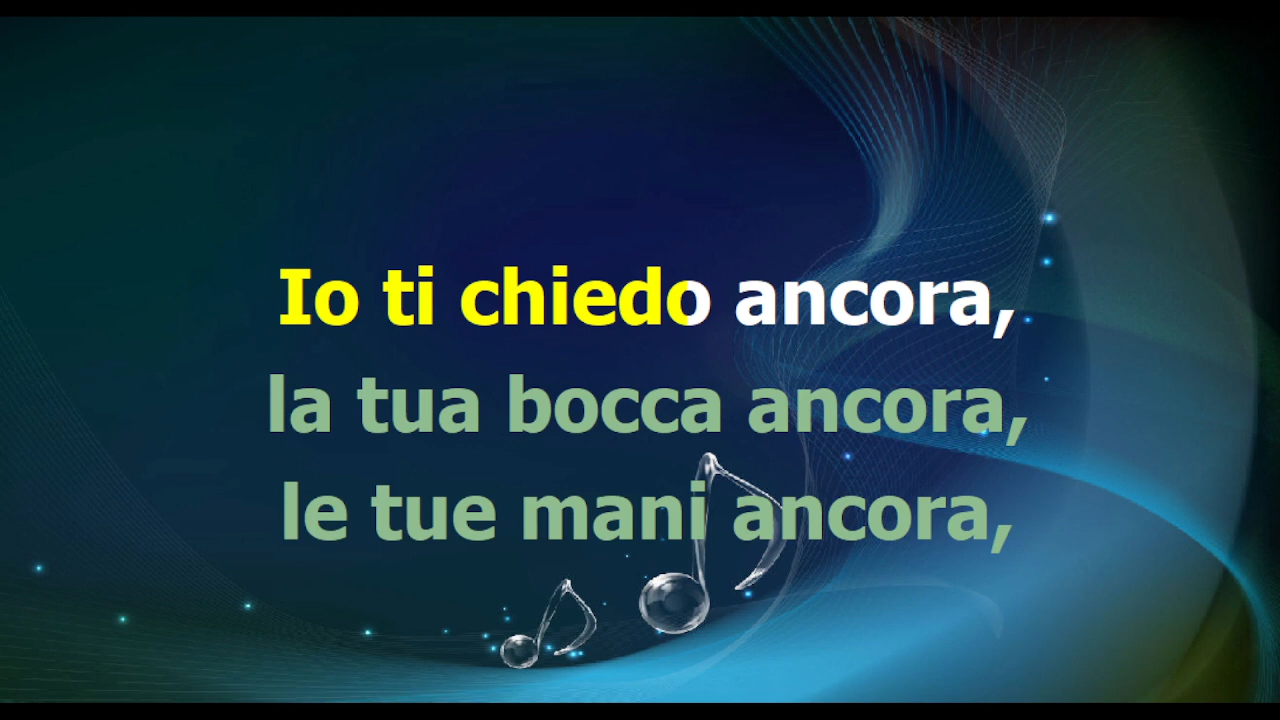 Io ti chiedo ancora,
la tua bocca ancora,
le tue mani ancora,